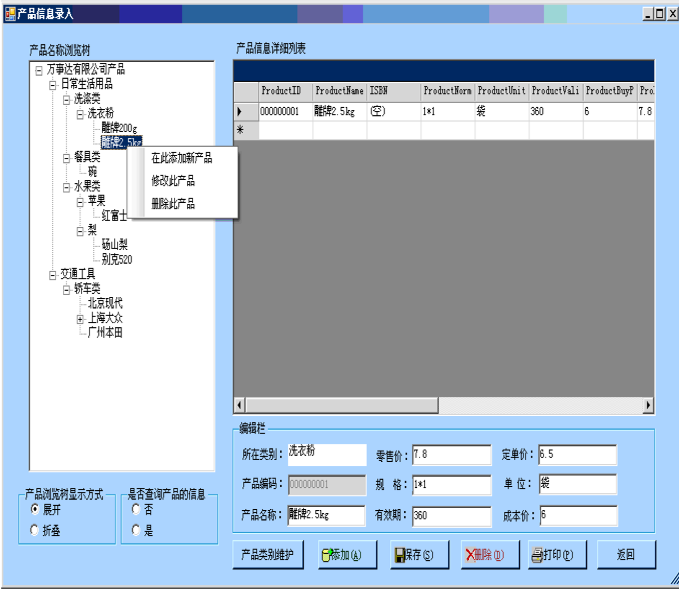 产品信息录入
产品名称浏览树
万事达有限公司产品
日常生活用品
洗涤类
洗衣粉
雕牌200g
雕牌2.5kg
餐具类
碗
水果类
苹果
红富士
梨
砀山梨
别克520
交通工具
轿车类
北京现代
上海大众
广州本田
在此添加新产品
修改此产品
删除此产品
产品浏览树显示方式
展开
折叠
是否查询产品的信息
否
是
产品信息详细列表
ProductID ProductName ISBN ProductNorm ProductUnit ProductVali ProductBuyP Pro
000000001 雕牌2.5kg (空) 1*1 袋 360 6 7.8
编辑栏
所在类别： 洗衣粉 零售价： 7.8 定单价： 6.5
产品编码： 000000001 规 格： 1*1 单 位： 袋
产品名称： 雕牌2.5kg 有效期： 360 成本价： 6
产品类别维护 添加(A) 保存(S) 删除(D) 打印(P) 返回